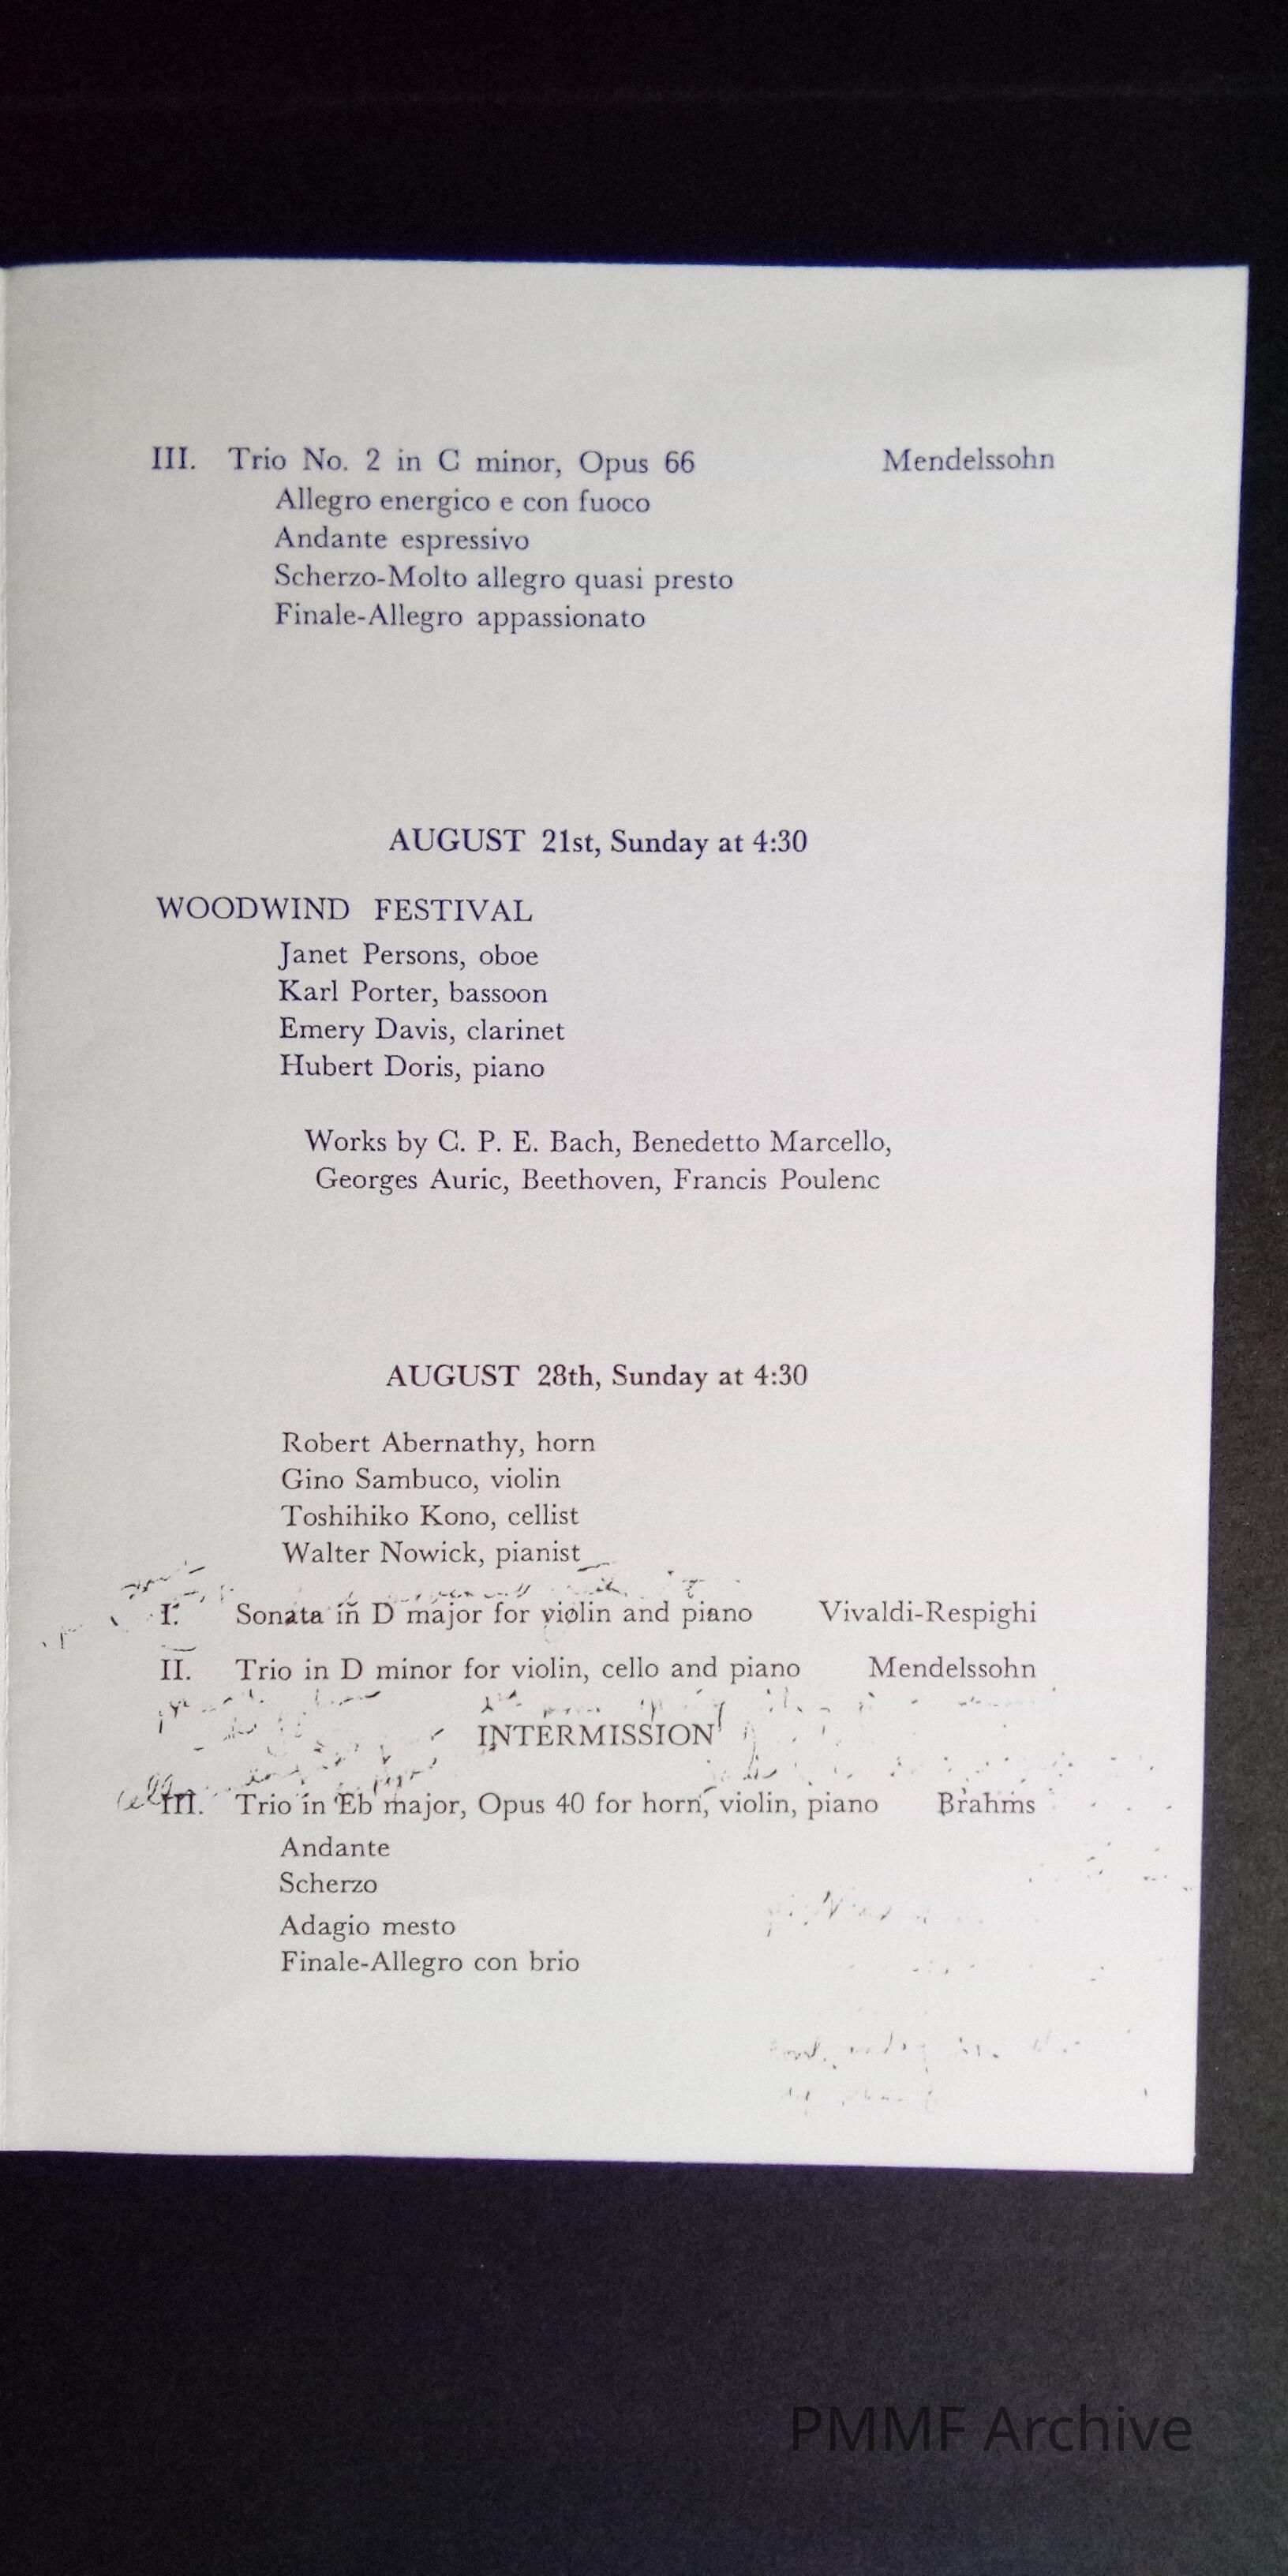 III. Trio No. 2 in C minor, Opus 66 Mendelssohn
Allegro energico e con fuoco
Andante espressivo
Scherzo-Molto allegro quasi presto
Finale-Allegro appassionato
AUGUST 21st, Sunday at 4:30
WOODWIND FESTIVAL
Janet Persons, oboe
Karl Porter, bassoon
Emery Davis, clarinet
Hubert Doris, piano
Works by C. P. E. Bach, Benedetto Marcello,
Georges Auric, Beethoven, Francis Poulenc
AUGUST 28th, Sunday at 4:30
Robert Abernathy, horn
Gino Sambuco, violin
Toshihiko Kono, cellist
Walter Nowick, pianist
I. Sonata in D major for violin and piano Vivaldi-Respighi
II. Trio in D minor for violin, cello and piano Mendelssohn
INTERMISSION
III. Trio in Eb major, Opus 40 for horn, violin, piano Brahms
Andante
Scherzo
Adagio mesto
Finale-Allegro con brio
PMMF Archive